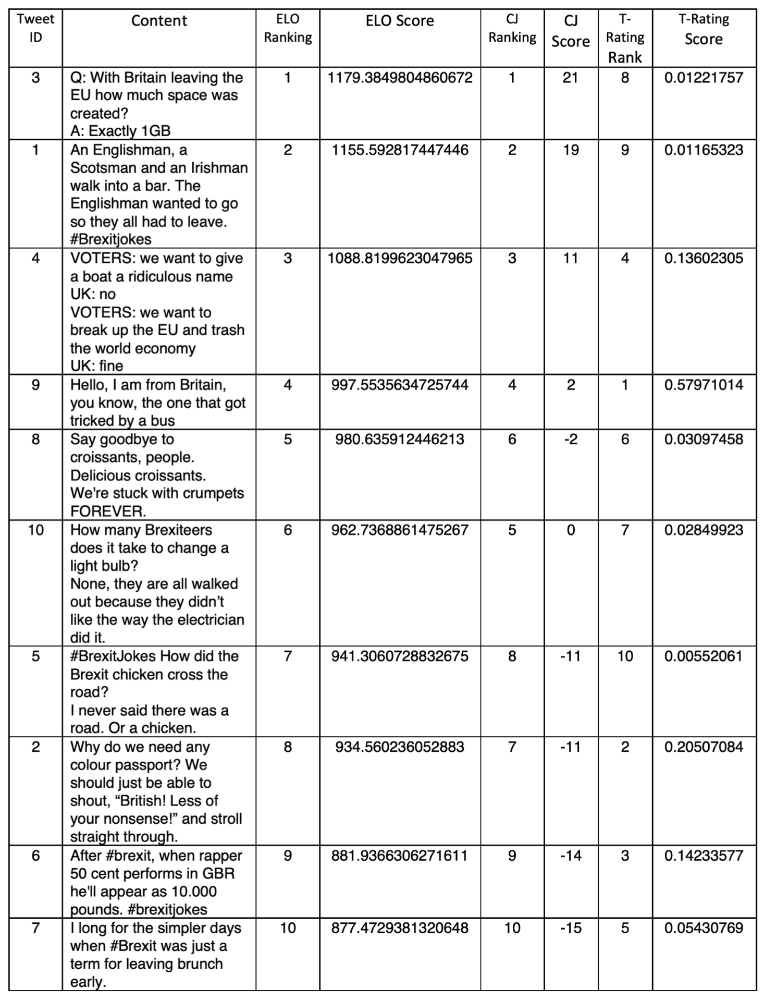 Tweet ID | Content | ELO Ranking | ELO Score | CJ Ranking | CJ Score | T-Rating Rank | T-Rating Score
3 | Q: With Britain leaving the | 1 | 1179.3849804860672 | 1 | 21 | 8 | 0.01221757
EU how much space was
created?
A: Exactly 1GB
1 | An Englishman, a | 2 | 1155.592817447446 | 2 | 19 | 9 | 0.01165323
Scotsman and an Irishman
walk into a bar. The
Englishman wanted to go
so they all had to leave.
#Brexitjokes
4 | VOTERS: we want to give | 3 | 1088.8199623047965 | 3 | 11 | 4 | 0.13602305
a boat a ridiculous name
UK: no
VOTERS: we want to
break up the EU and trash
the world economy
UK: fine
9 | Hello, I am from Britain, | 4 | 997.5535634725744 | 4 | 2 | 1 | 0.57971014
you know, the one that got
tricked by a bus
8 | Say goodbye to | 5 | 980.635912446213 | 6 | -2 | 6 | 0.03097458
croissants, people.
Delicious croissants.
We're stuck with crumpets
FOREVER.
10 | How many Brexiteers | 6 | 962.7368861475267 | 5 | 0 | 7 | 0.02849923
does it take to change a
light bulb?
None, they are all walked
out because they didn’t
like the way the electrician
did it.
5 | #BrexitJokes How did the | 7 | 941.3060728832675 | 8 | -11 | 10 | 0.00552061
Brexit chicken cross the
road?
I never said there was a
road. Or a chicken.
2 | Why do we need any | 8 | 934.560236052883 | 7 | -11 | 2 | 0.20507084
colour passport? We
should just be able to
shout, “British! Less of
your nonsense!” and stroll
straight through.
6 | After #brexit, when rapper | 9 | 881.9366306271611 | 9 | -14 | 3 | 0.14233577
50 cent performs in GBR
he'll appear as 10.000
pounds. #brexitjokes
7 | I long for the simpler days | 10 | 877.4729381320648 | 10 | -15 | 5 | 0.05430769
when #Brexit was just a
term for leaving brunch
early.